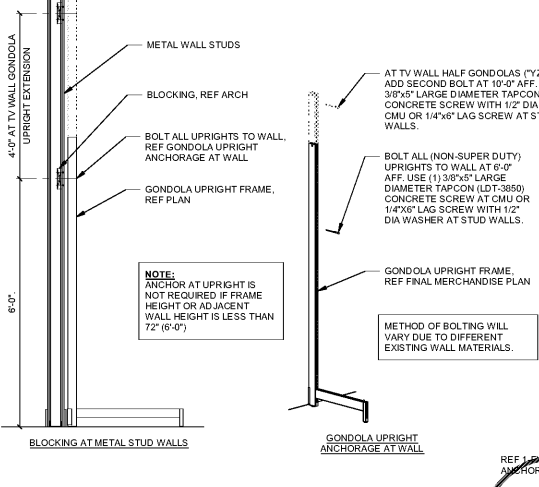 4'-0" AT TV WALL GONDOLA
UPRIGHT EXTENSION
6'-0".
METAL WALL STUDS
BLOCKING, REF ARCH
BOLT ALL UPRIGHTS TO WALL,
REF GONDOLA UPRIGHT
ANCHORAGE AT WALL
GONDOLA UPRIGHT FRAME,
REF PLAN
NOTE:
ANCHOR AT UPRIGHT IS
NOT REQUIRED IF FRAME
HEIGHT OR ADJACENT
WALL HEIGHT IS LESS THAN
72" (6'-0")
BLOCKING AT METAL STUD WALLS
AT TV WALL HALF GONDOLAS
ADD SECOND BOLT AT 10'-0" AFF.
3/8"x5" LARGE DIAMETER TAPCON
CONCRETE SCREW WITH 1/2" DIA
CMU OR 1/4"x6" LAG SCREW AT
WALLS.
BOLT ALL (NON-SUPER DUTY)
UPRIGHTS TO WALL AT 6'-0"
AFF. USE (1) 3/8"x5" LARGE
DIAMETER TAPCON (LDT-3850)
CONCRETE SCREW AT CMU OR
1/4"X6" LAG SCREW WITH 1/2"
DIA WASHER AT STUD WALLS.
GONDOLA UPRIGHT FRAME,
REF FINAL MERCHANDISE PLAN
METHOD OF BOLTING WILL
VARY DUE TO DIFFERENT
EXISTING WALL MATERIALS.
GONDOLA UPRIGHT
ANCHORAGE AT WALL
REF